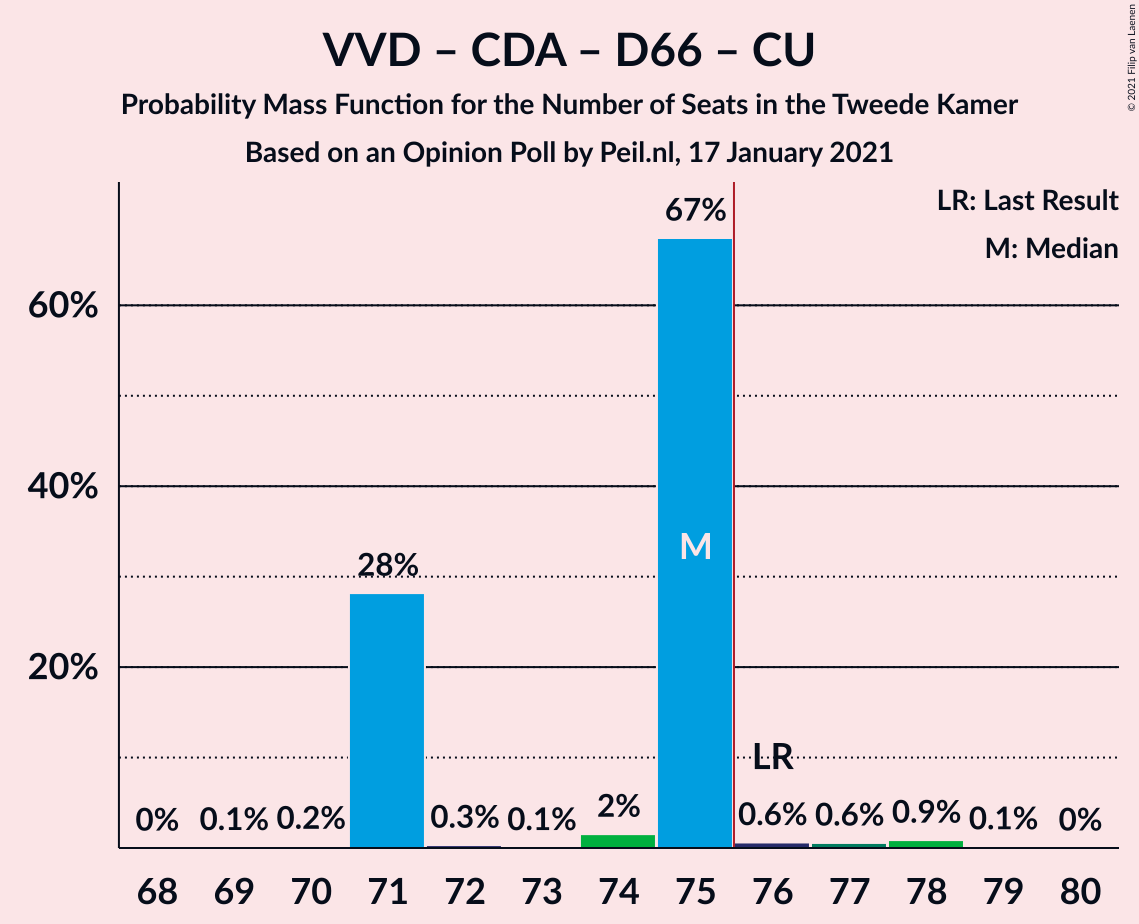 VVD – CDA – D66 – CU
Probability Mass Function for the Number of Seats in the Tweede Kamer
Based on an Opinion Poll by Peil.nl, 17 January 2021
© 2021 Filip van Laenen
LR: Last Result
M: Median
67%
60%
M
40%
28%
20%
LR
0% 0.1% 0.2% 0.3% 0.1% 2% 0.6% 0.6% 0.9% 0.1% 0%
68 69 70 71 72 73 74 75 76 77 78 79 80